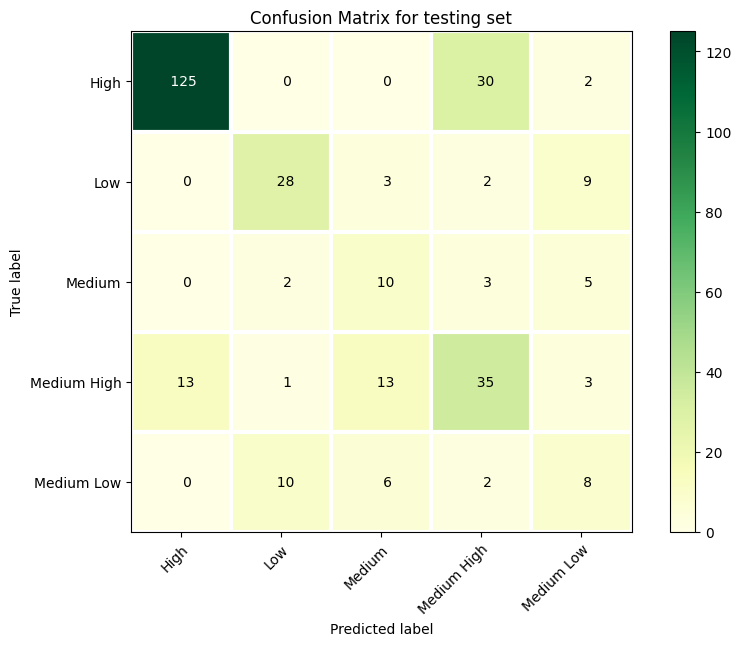 Confusion Matrix for testing set
High 125 0 0 30 2
Low 0 28 3 2 9
Medium 0 2 10 3 5
Medium High 13 1 13 35 3
Medium Low 0 10 6 2 8
High Low Medium Medium High Medium Low
Predicted label
True label
120
100
80
60
40
20
0